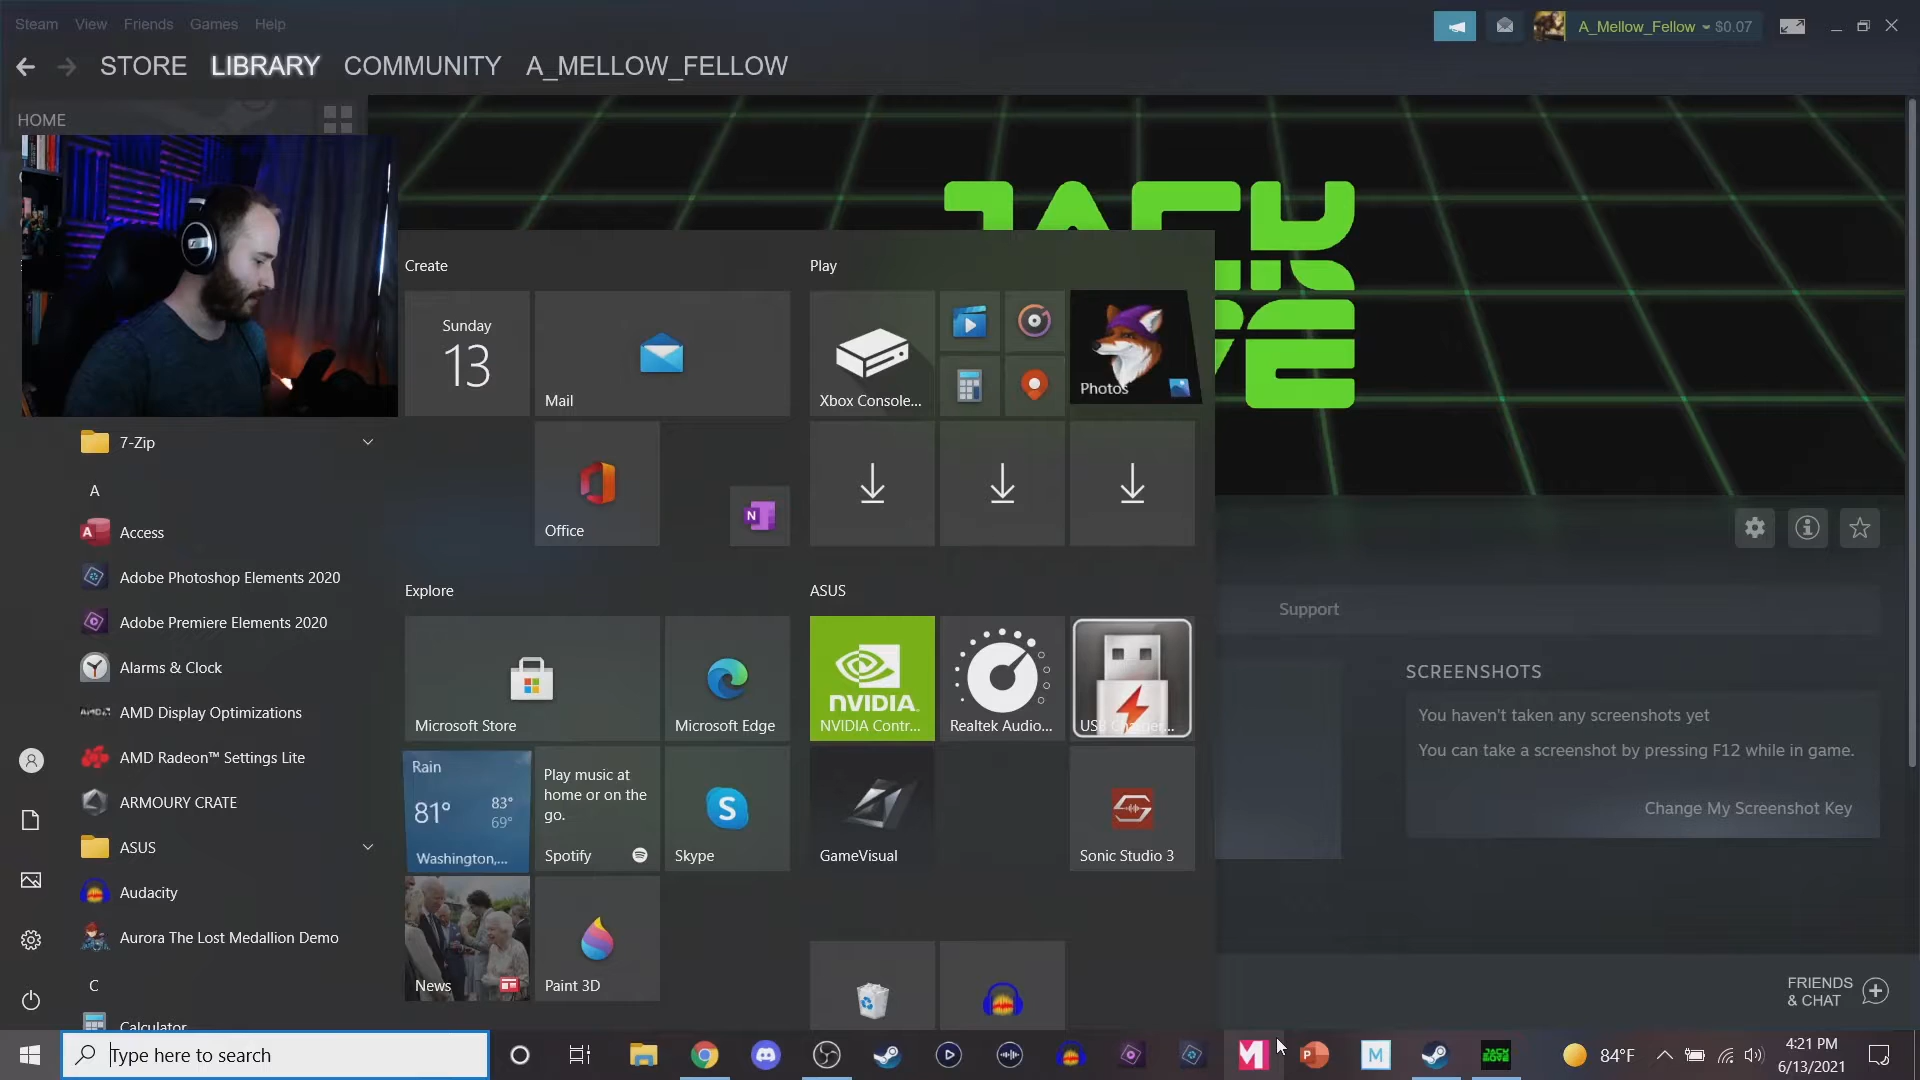 Steam View Friends Games Help
A_Mellow_Fellow $0.07
STORE LIBRARY COMMUNITY A_MELLOW_FELLOW
HOME
Create
Play
Sunday
13
Mail
Xbox Console...
Photos
7-Zip
A
Office
N
Access
Adobe Photoshop Elements 2020
Explore
ASUS
Support
Adobe Premiere Elements 2020
Alarms & Clock
SCREENSHOTS
AMD Display Optimizations
Microsoft Store
Microsoft Edge
NVIDIA
NVIDIA Contr...
Realtek Audio...
You haven't taken any screenshots yet
AMD Radeon™ Settings Lite
You can take a screenshot by pressing F12 while in game.
Rain
81° 83°
69°
Washington,...
Play music at
home or on the
go.
Spotify
Skype
GameVisual
Sonic Studio 3
ARMOURY CRATE
Change My Screenshot Key
ASUS
Audacity
Aurora The Lost Medallion Demo
News
Paint 3D
C
Calculator
FRIENDS
& CHAT
Type here to search
84°F
4:21 PM
6/13/2021